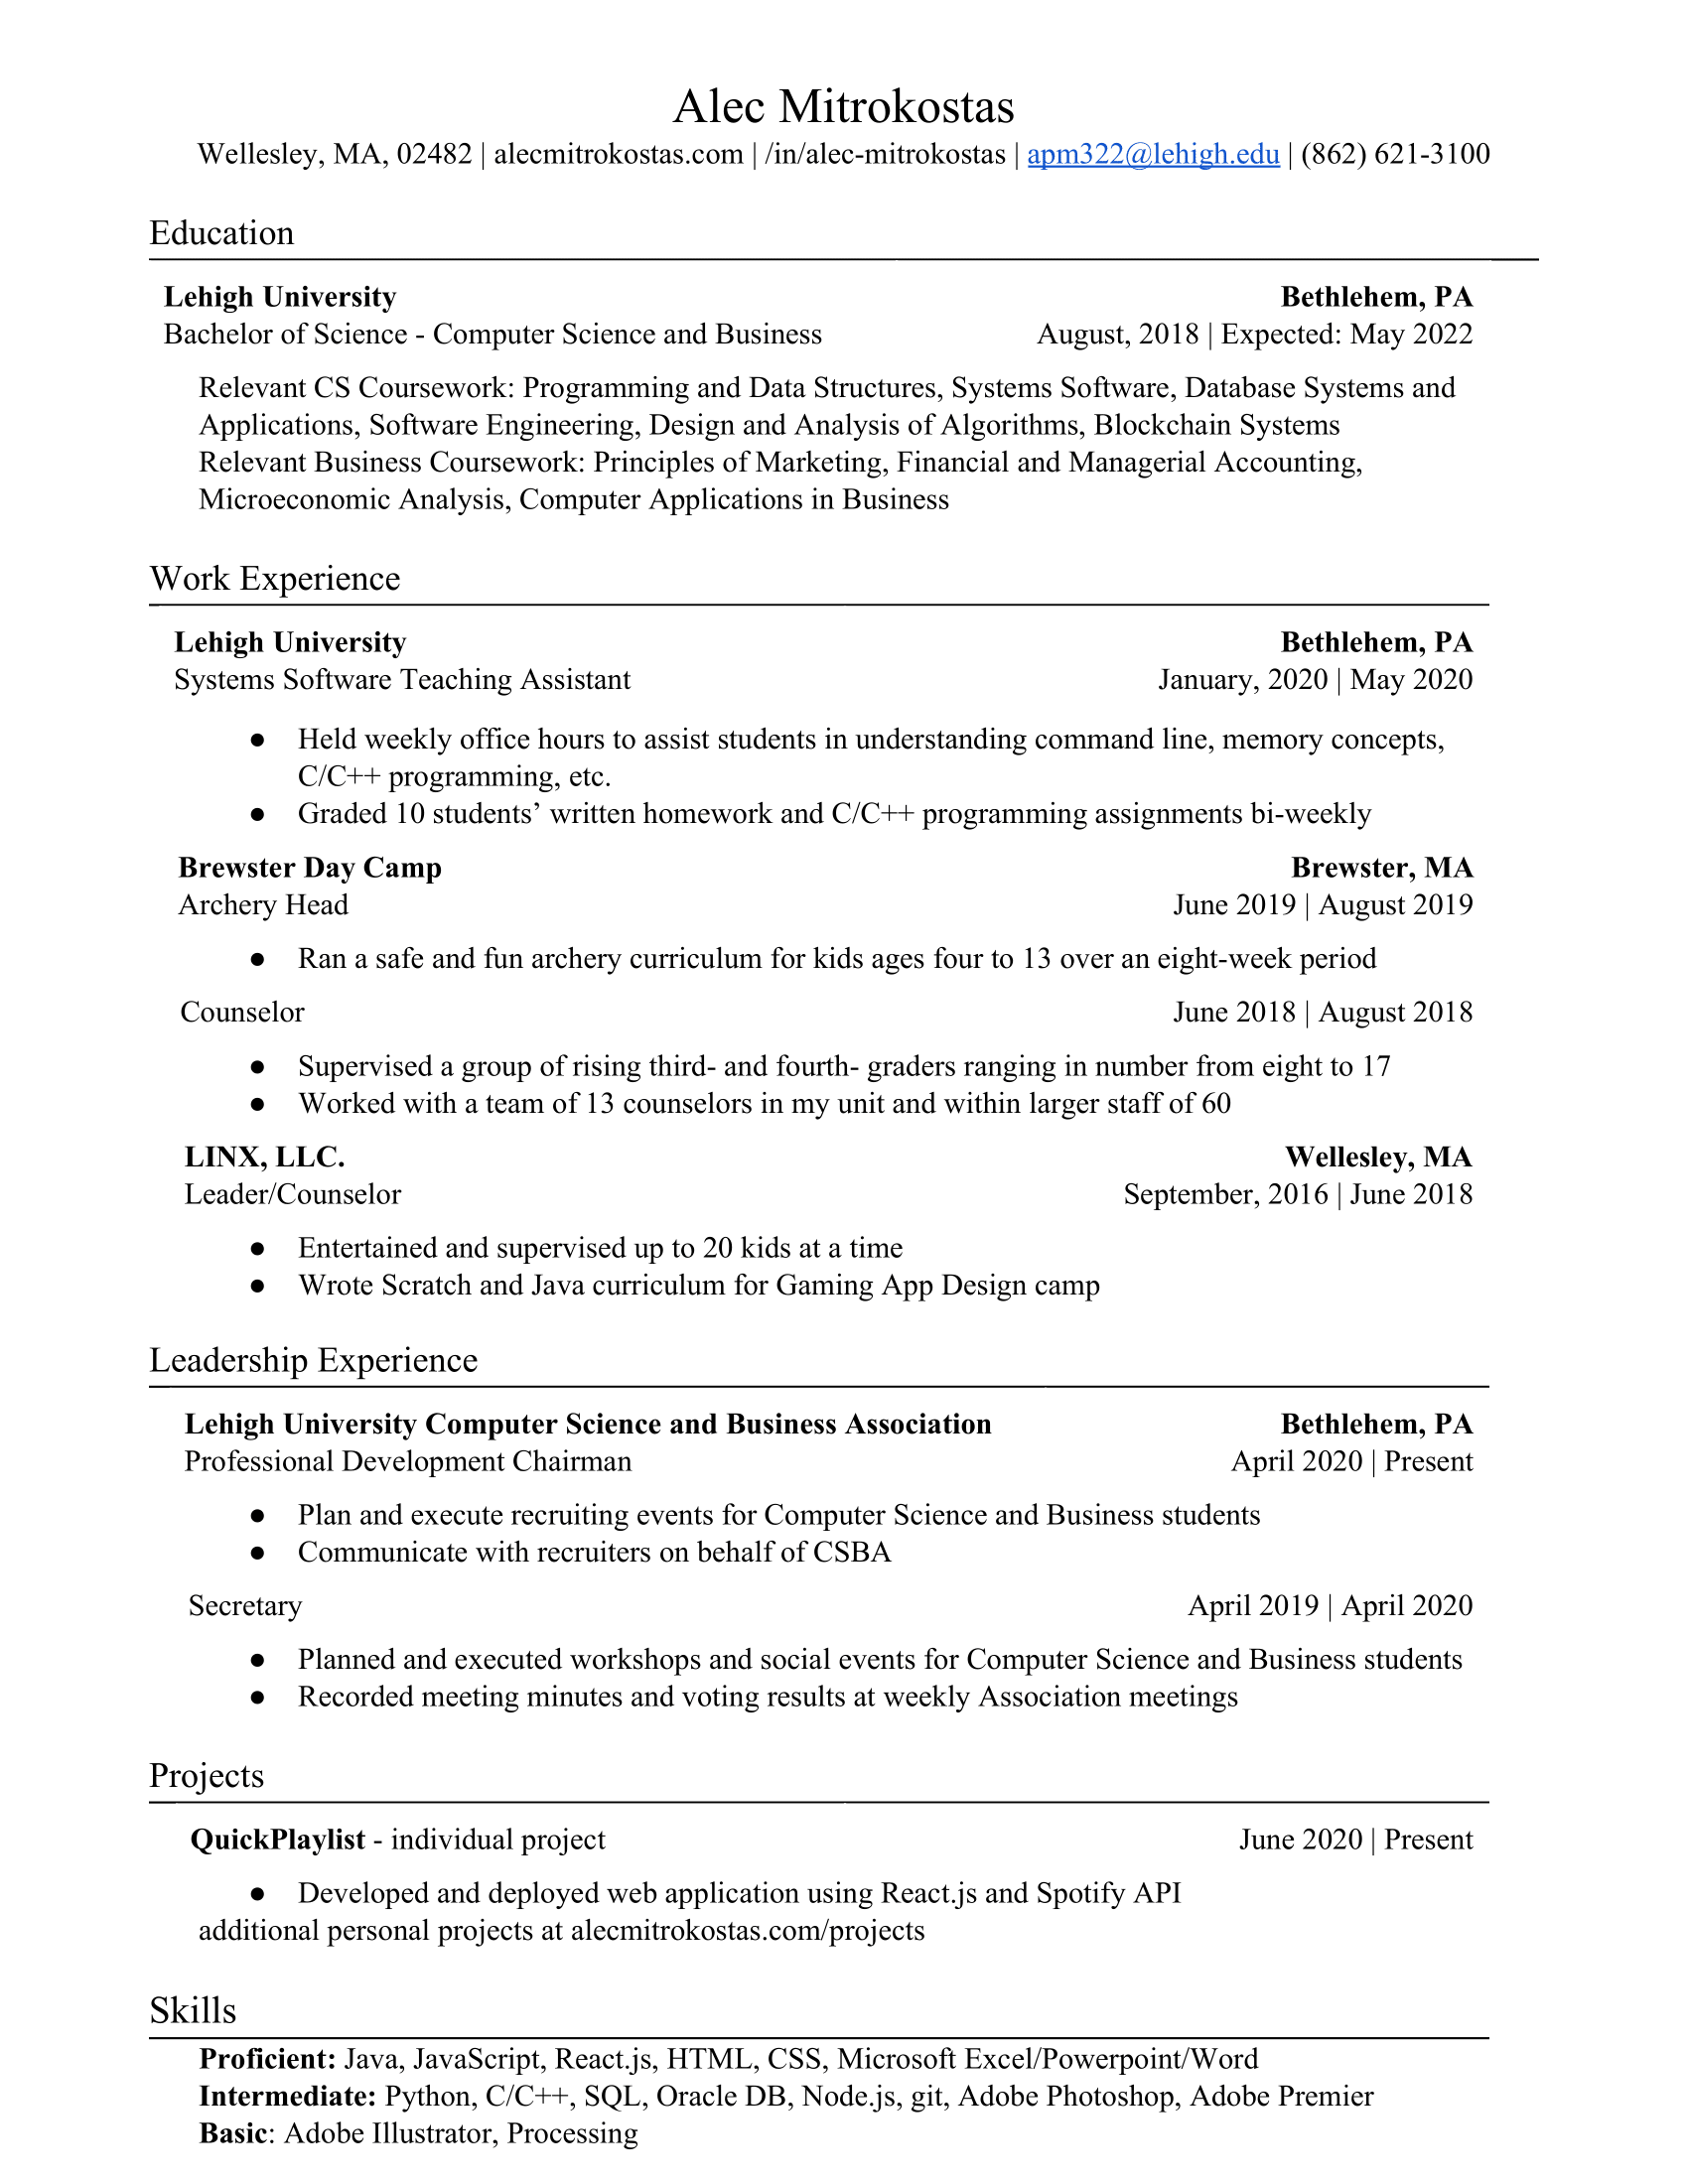 Alec Mitrokostas
Wellesley, MA, 02482 | alecmitrokostas.com | /in/alec-mitrokostas | apm322@lehigh.edu | (862) 621-3100
Education
Lehigh University Bethlehem, PA
Bachelor of Science - Computer Science and Business August, 2018 | Expected: May 2022
Relevant CS Coursework: Programming and Data Structures, Systems Software, Database Systems and
Applications, Software Engineering, Design and Analysis of Algorithms, Blockchain Systems
Relevant Business Coursework: Principles of Marketing, Financial and Managerial Accounting,
Microeconomic Analysis, Computer Applications in Business
Work Experience
Lehigh University Bethlehem, PA
Systems Software Teaching Assistant January, 2020 | May 2020
● Held weekly office hours to assist students in understanding command line, memory concepts,
C/C++ programming, etc.
● Graded 10 students’ written homework and C/C++ programming assignments bi-weekly
Brewster Day Camp Brewster, MA
Archery Head June 2019 | August 2019
● Ran a safe and fun archery curriculum for kids ages four to 13 over an eight-week period
Counselor June 2018 | August 2018
● Supervised a group of rising third- and fourth- graders ranging in number from eight to 17
● Worked with a team of 13 counselors in my unit and within larger staff of 60
LINX, LLC. Wellesley, MA
Leader/Counselor September, 2016 | June 2018
● Entertained and supervised up to 20 kids at a time
● Wrote Scratch and Java curriculum for Gaming App Design camp
Leadership Experience
Lehigh University Computer Science and Business Association Bethlehem, PA
Professional Development Chairman April 2020 | Present
● Plan and execute recruiting events for Computer Science and Business students
● Communicate with recruiters on behalf of CSBA
Secretary April 2019 | April 2020
● Planned and executed workshops and social events for Computer Science and Business students
● Recorded meeting minutes and voting results at weekly Association meetings
Projects
QuickPlaylist - individual project June 2020 | Present
● Developed and deployed web application using React.js and Spotify API
additional personal projects at alecmitrokostas.com/projects
Skills
Proficient: Java, JavaScript, React.js, HTML, CSS, Microsoft Excel/Powerpoint/Word
Intermediate: Python, C/C++, SQL, Oracle DB, Node.js, git, Adobe Photoshop, Adobe Premier
Basic: Adobe Illustrator, Processing